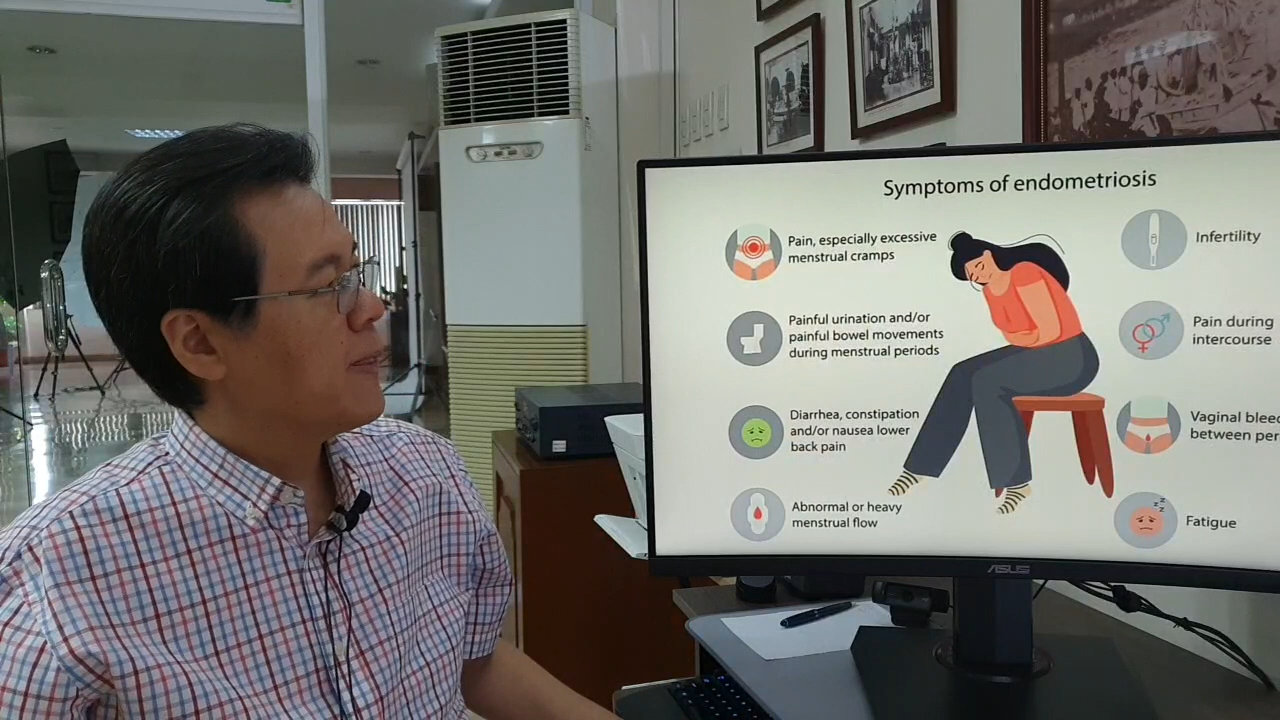 Symptoms of endometriosis
Pain, especially excessive
menstrual cramps
Painful urination and/or
painful bowel movements
during menstrual periods
Diarrhea, constipation
and/or nausea lower
back pain
Abnormal or heavy
menstrual flow
Infertility
Pain during
intercourse
Vaginal bleed
between per
Fatigue
ASUS